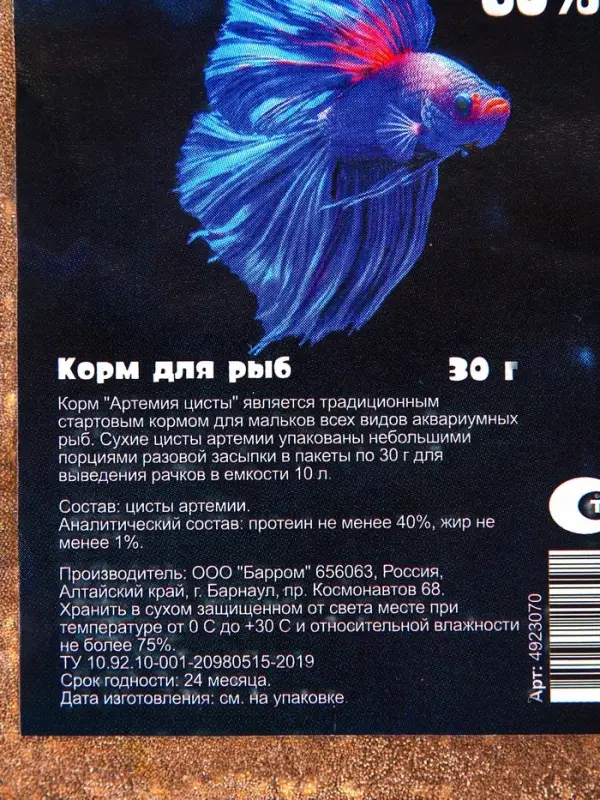 Корм для рыб 30 г
Корм "Артемия цисты" является традиционным
стартовым кормом для мальков всех видов аквариумных
рыб. Сухие цисты артемии упакованы небольшими
порциями разовой засыпки в пакеты по 30 г для
выведения рачков в емкости 10 л.
Состав: цисты артемии.
Аналитический состав: протеин не менее 40%, жир не
менее 1%.
Производитель: ООО "Барром" 656063, Россия,
Алтайский край, г. Барнаул, пр. Космонавтов 68.
Хранить в сухом защищенном от света месте при
температуре от 0 С до +30 С и относительной влажности
не более 75%.
ТУ 10.92.10-001-20980515-2019
Срок годности: 24 месяца.
Дата изготовления: см. на упаковке
Арт: 4923070